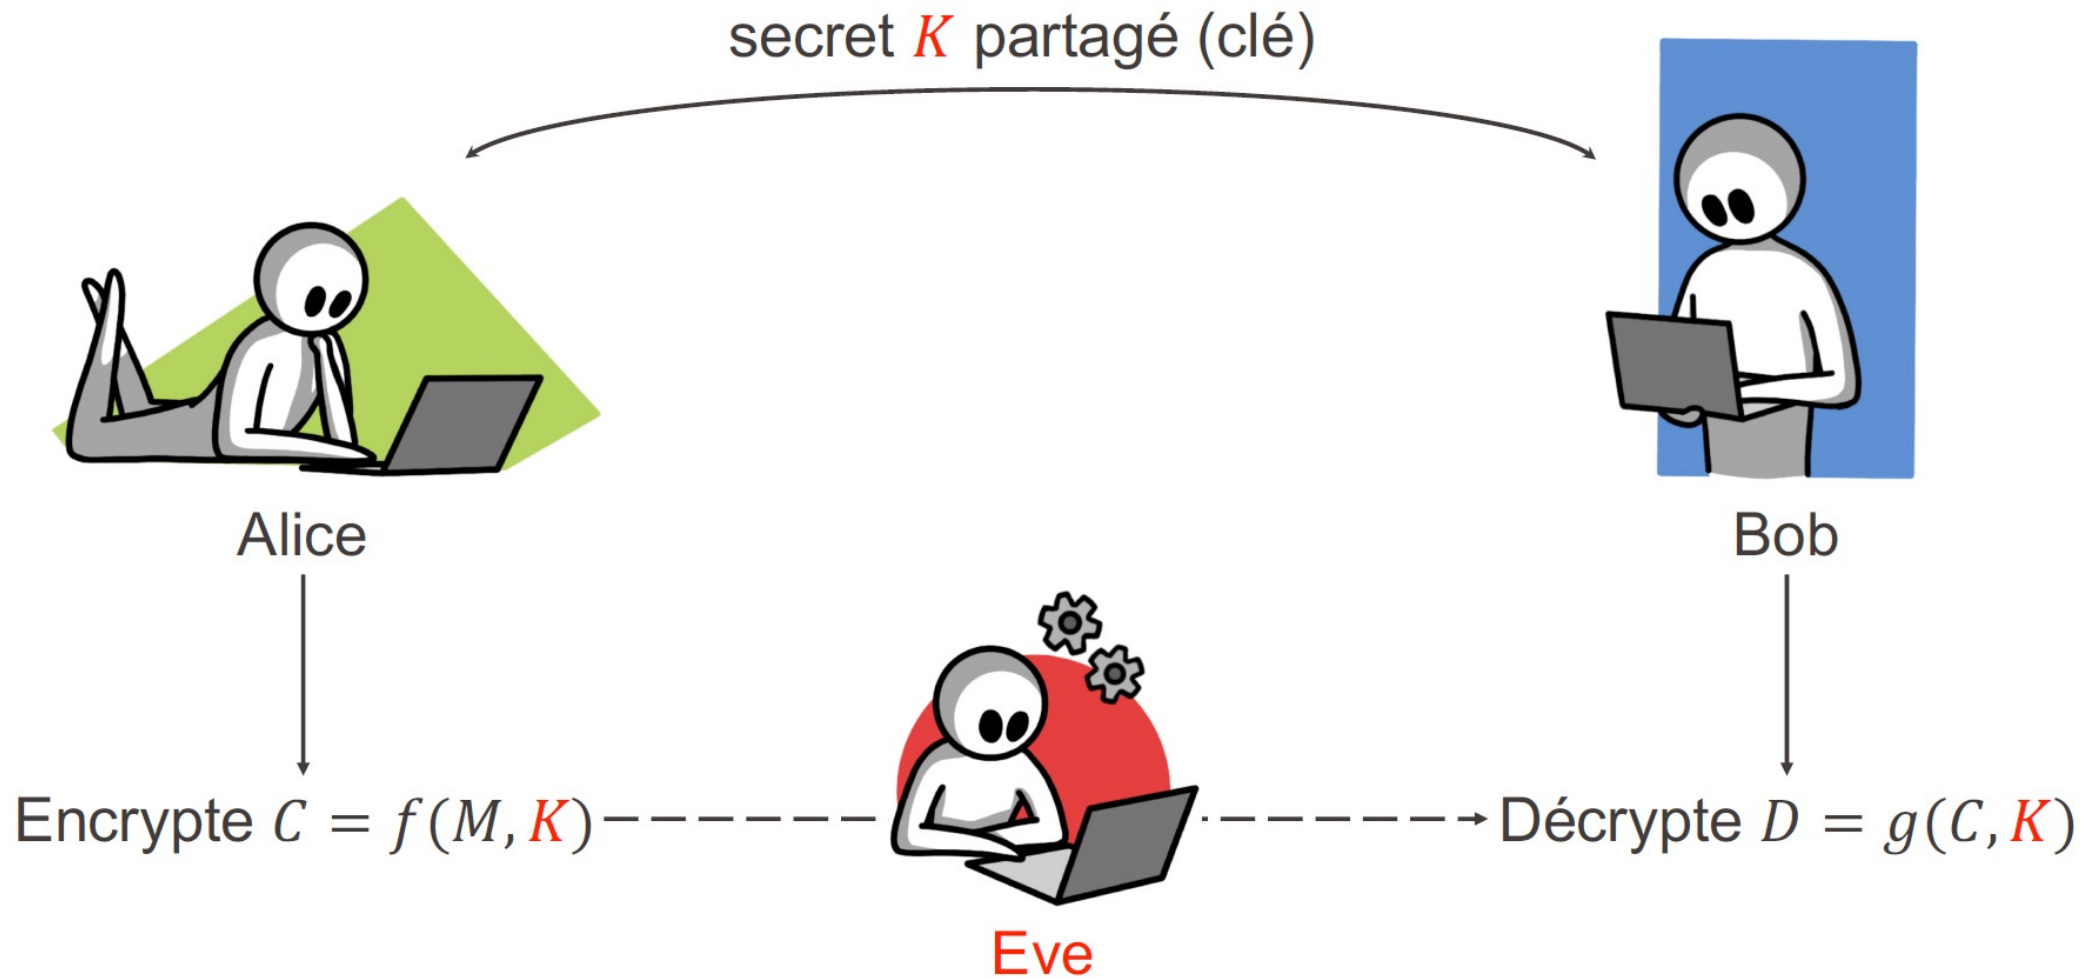 secret K partagé (clé)
Alice
Bob
Encrypte C = f(M, K)
Décrypte D = g(C, K)
Eve